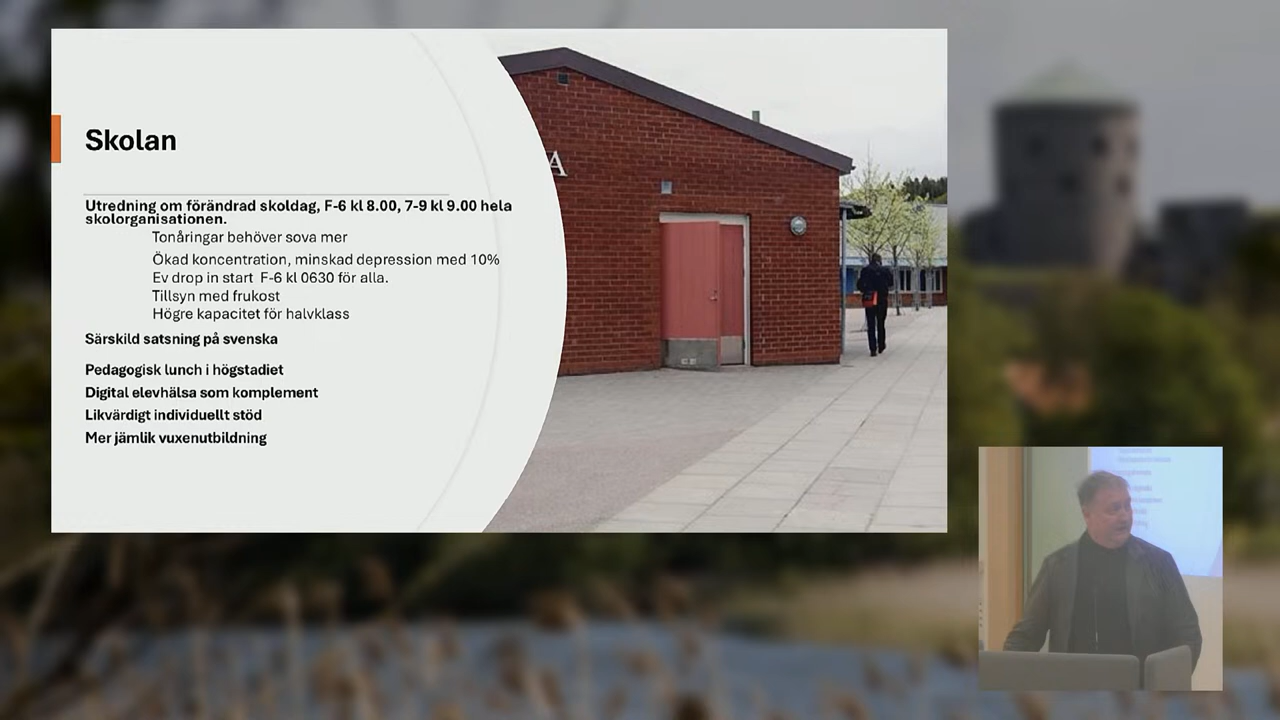 Skolan
Utredning om förändrad skoldag, F-6 kl 8.00, 7-9 kl 9.00 hela
skolorganisationen.
Tonåringar behöver sova mer
Ökad koncentration, minskad depression med 10%
Ev drop in start F-6 kl 0630 för alla.
Tillsyn med frukost
Högre kapacitet för halvklass
Särskild satsning på svenska
Pedagogisk lunch i högstadiet
Digital elevhälsa som komplement
Likvärdigt individuellt stöd
Mer jämlik vuxenutbildning
A